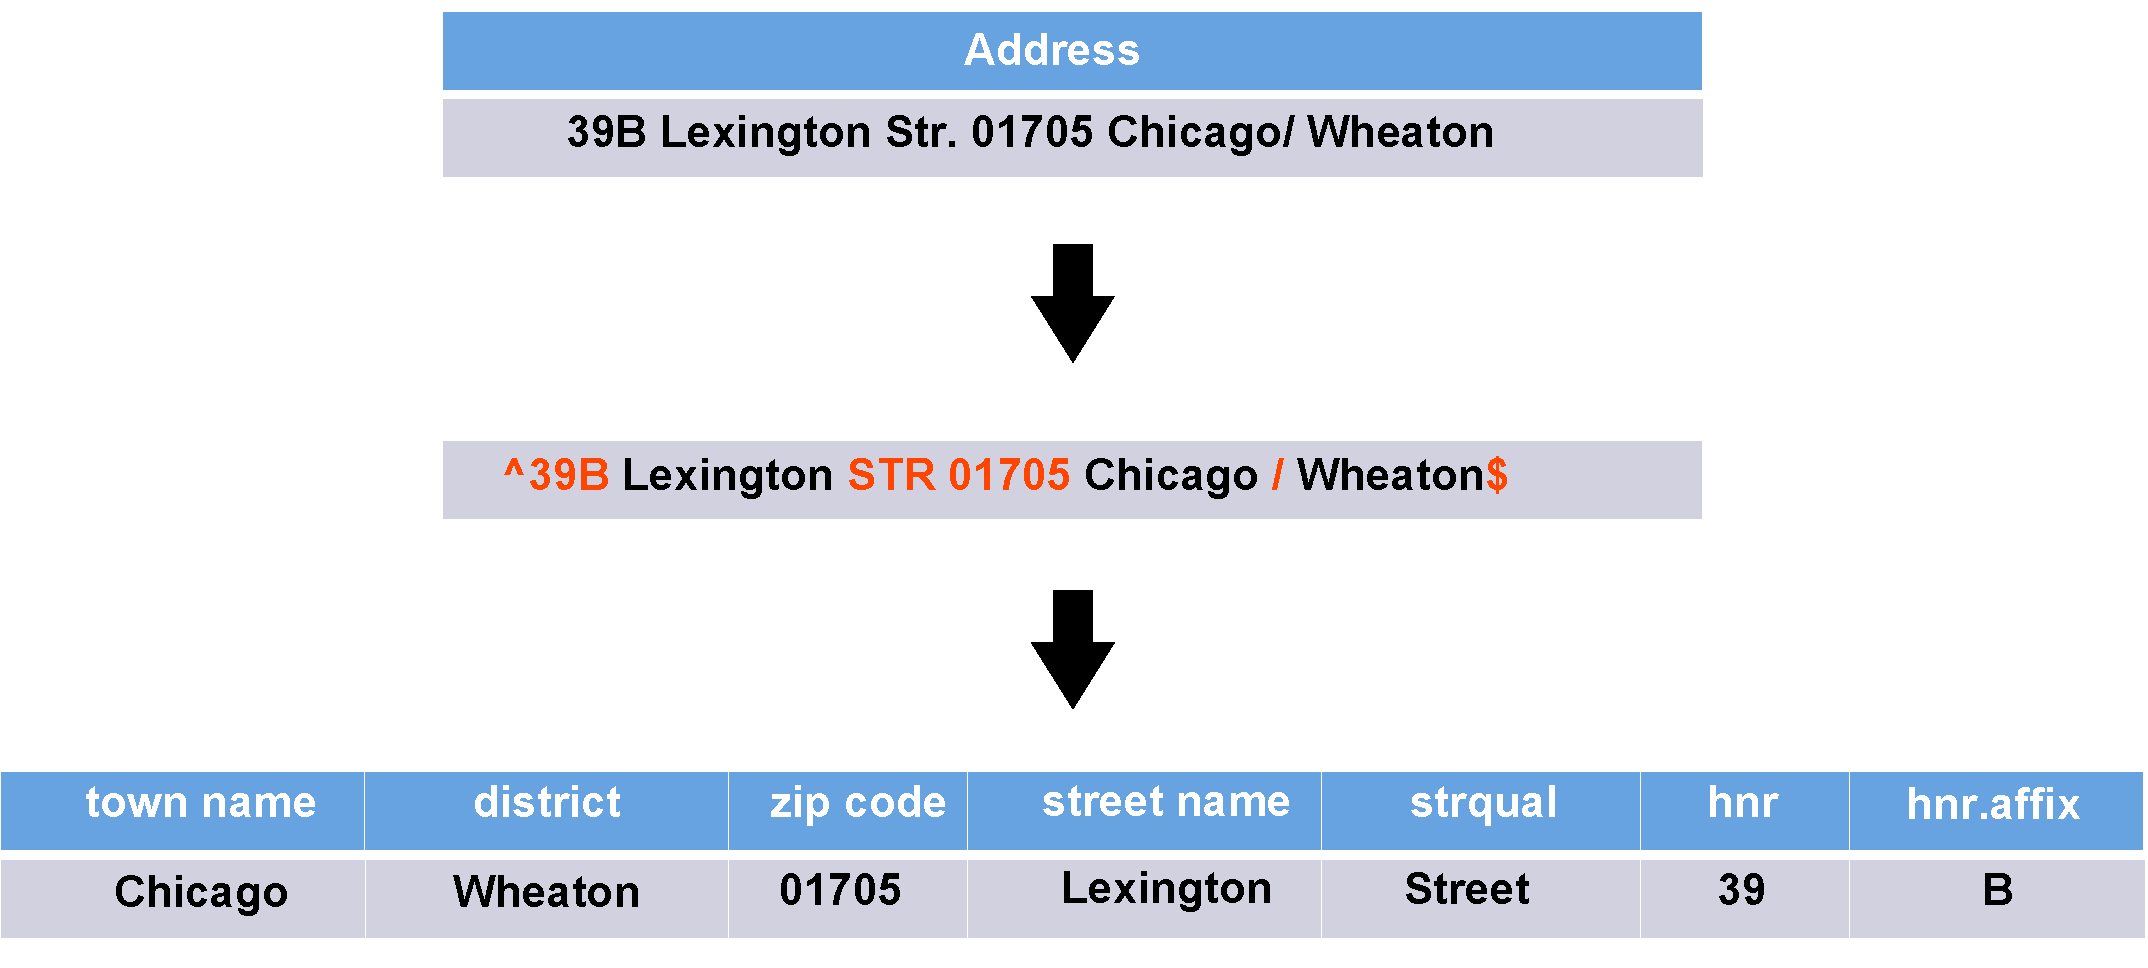 Address
39B Lexington Str. 01705 Chicago/ Wheaton
^39B Lexington STR 01705 Chicago / Wheaton$
town name district zip code street name strqual hnr hnr.affix
Chicago Wheaton 01705 Lexington Street 39 B